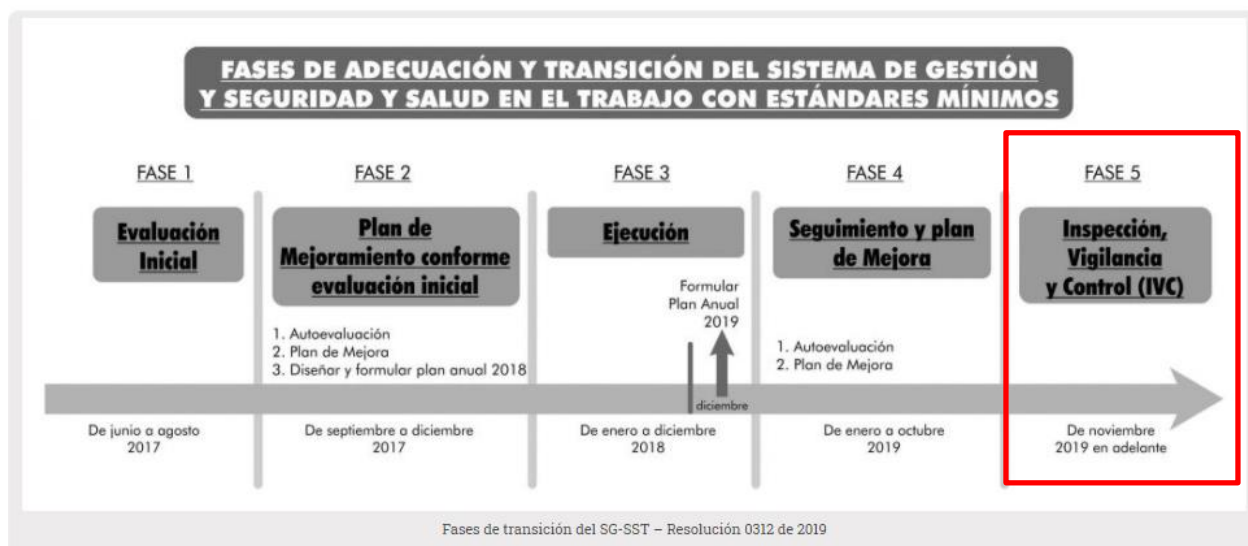 FASES DE ADECUACIÓN Y TRANSICIÓN DEL SISTEMA DE GESTIÓN
Y SEGURIDAD Y SALUD EN EL TRABAJO CON ESTÁNDARES MÍNIMOS
FASE 1
Evaluación
Inicial
De junio a agosto
2017
FASE 2
Plan de
Mejoramiento conforme
evaluación inicial
1. Autoevaluación
2. Plan de Mejora
3. Diseñar y formular plan anual 2018
De septiembre a diciembre
2017
FASE 3
Ejecución
Formular
Plan Anual
2019
diciembre
De enero a diciembre
2018
FASE 4
Seguimiento y plan
de Mejora
1. Autoevaluación
2. Plan de Mejora
De enero a octubre
2019
FASE 5
Inspección,
Vigilancia
y Control (IVC)
De noviembre
2019 en adelante
Fases de transición del SG-SST – Resolución 0312 de 2019